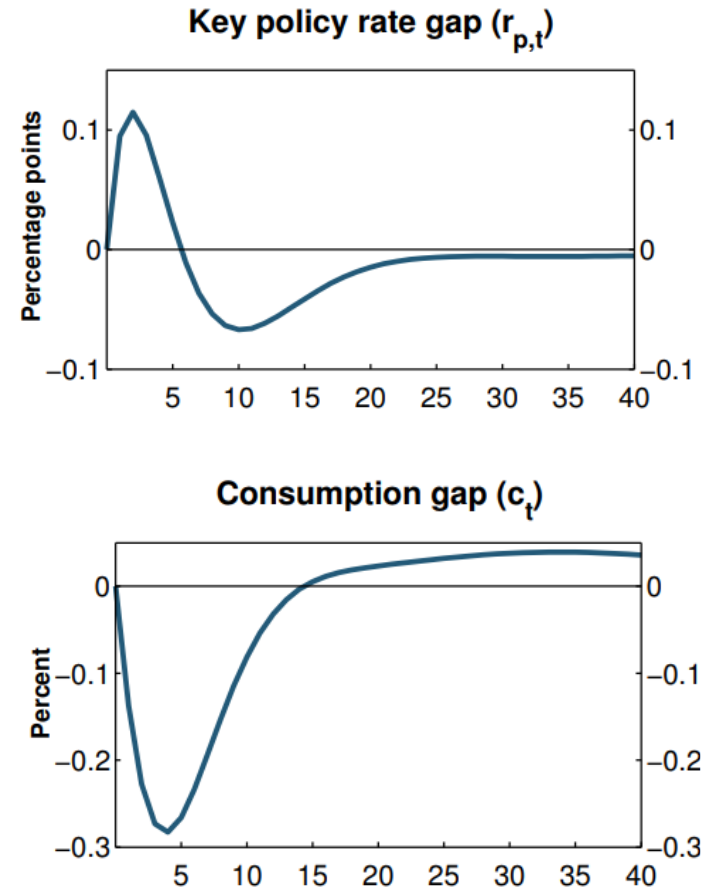 Key policy rate gap (r_p,t)
Percentage points
0.1 0.1
0 0
−0.1 −0.1
5 10 15 20 25 30 35 40
Consumption gap (c_t)
Percent
0 0
−0.1 −0.1
−0.2 −0.2
−0.3 −0.3
5 10 15 20 25 30 35 40